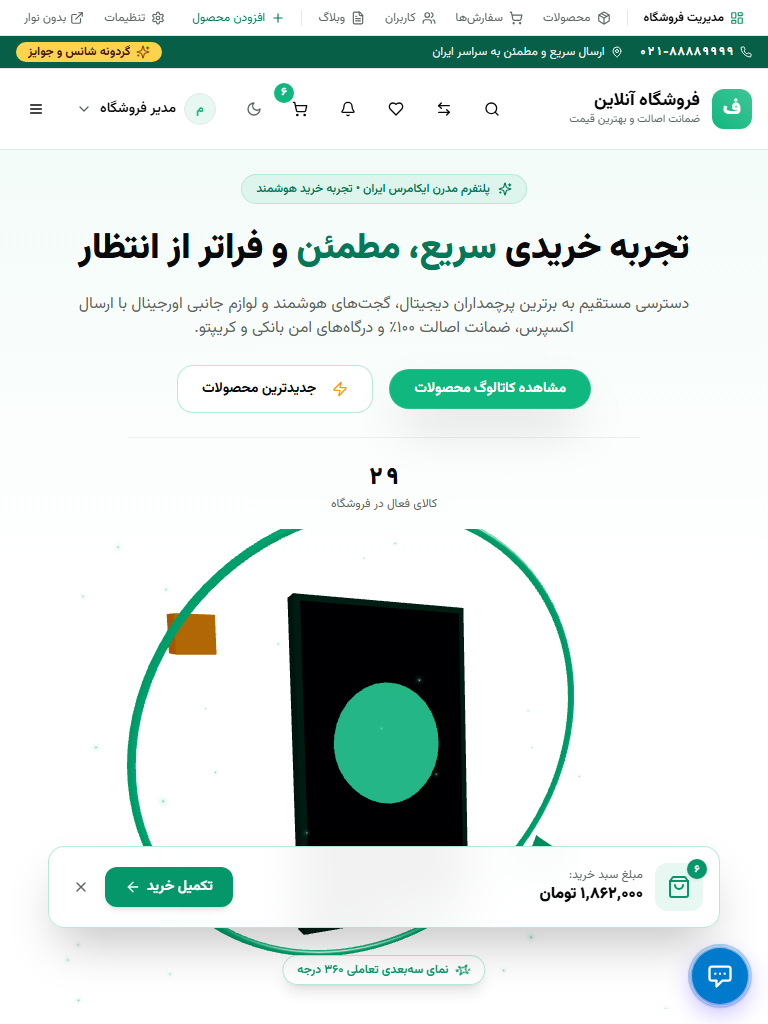 مدیریت فروشگاه
محصولات
سفارش‌ها
کاربران
وبلاگ
افزودن محصول
تنظیمات
بدون نوار
۰۲۱-۸۸۸۸۹۹۹۹
ارسال سریع و مطمئن به سراسر ایران
گردونه شانس و جوایز
ف
فروشگاه آنلاین
ضمانت اصالت و بهترین قیمت
۶
م
مدیر فروشگاه
پلتفرم مدرن ایکامرس ایران • تجربه خرید هوشمند
تجربه خریدی سریع، مطمئن و فراتر از انتظار
دسترسی مستقیم به برترین پرچمداران دیجیتال، گجت‌های هوشمند و لوازم جانبی اورجینال با ارسال
اکسپرس، ضمانت اصالت ۱۰۰٪ و درگاه‌های امن بانکی و کریپتو.
مشاهده کاتالوگ محصولات
جدیدترین محصولات
۲۹
کالای فعال در فروشگاه
۶
مبلغ سبد خرید:
۱,۸۶۲,۰۰۰ تومان
تکمیل خرید
نمای سه‌بعدی تعاملی ۳۶۰ درجه